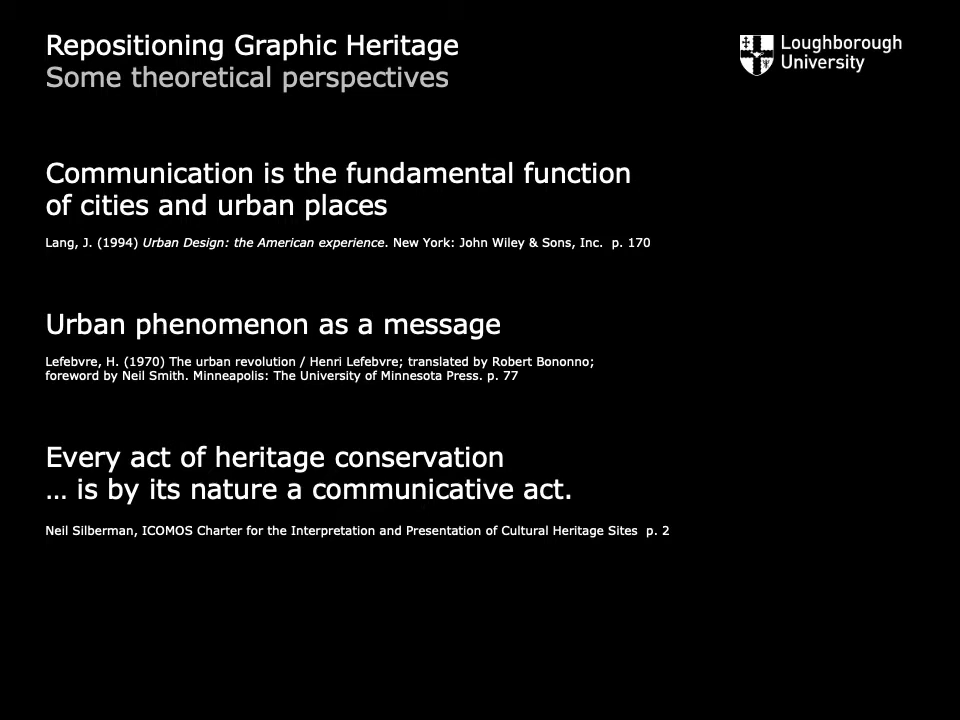 Repositioning Graphic Heritage
Some theoretical perspectives
Loughborough
University
Communication is the fundamental function
of cities and urban places
Lang, J. (1994) Urban Design: the American experience. New York: John Wiley & Sons, Inc.  p. 170
Urban phenomenon as a message
Lefebvre, H. (1970) The urban revolution / Henri Lefebvre; translated by Robert Bononno;
foreword by Neil Smith. Minneapolis: The University of Minnesota Press. p. 77
Every act of heritage conservation
… is by its nature a communicative act.
Neil Silberman, ICOMOS Charter for the Interpretation and Presentation of Cultural Heritage Sites  p. 2